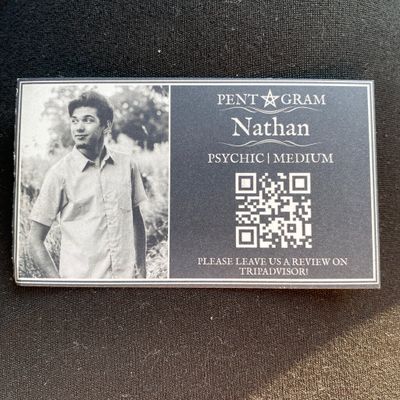 PENT GRAM
Nathan
PSYCHIC | MEDIUM
PLEASE LEAVE US A REVIEW ON
TRIPADVISOR!